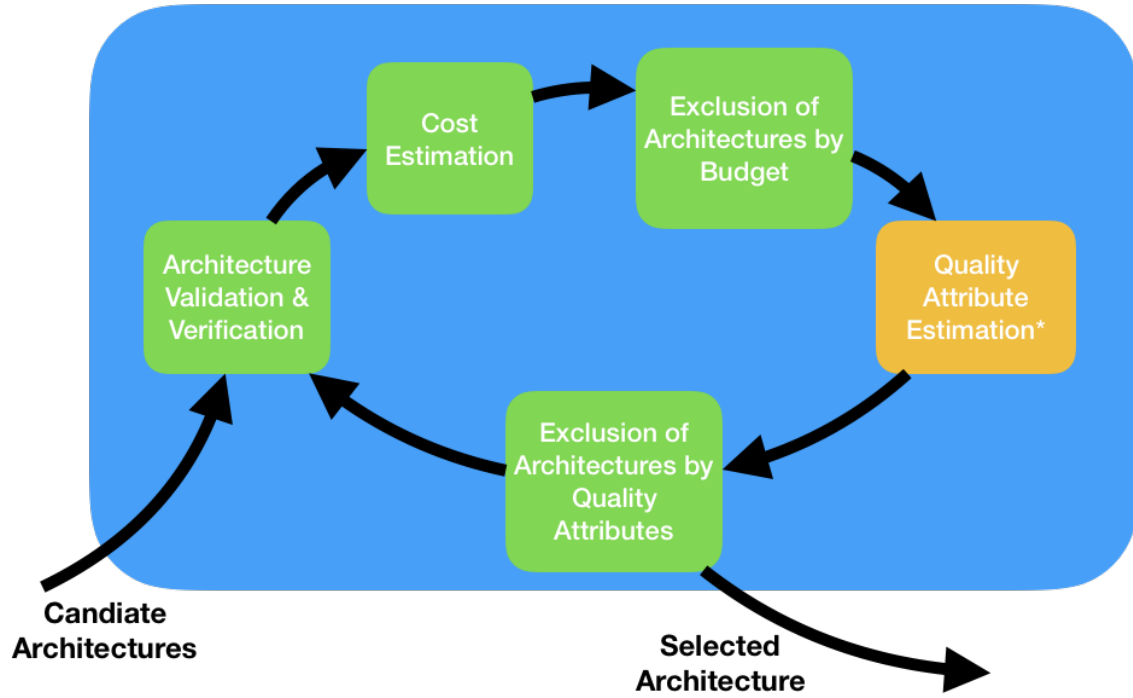 Cost
Estimation
Exclusion of
Architectures by
Budget
Architecture
Validation &
Verification
Quality
Attribute
Estimation*
Exclusion of
Architectures by
Quality
Attributes
Candiate
Architectures
Selected
Architecture